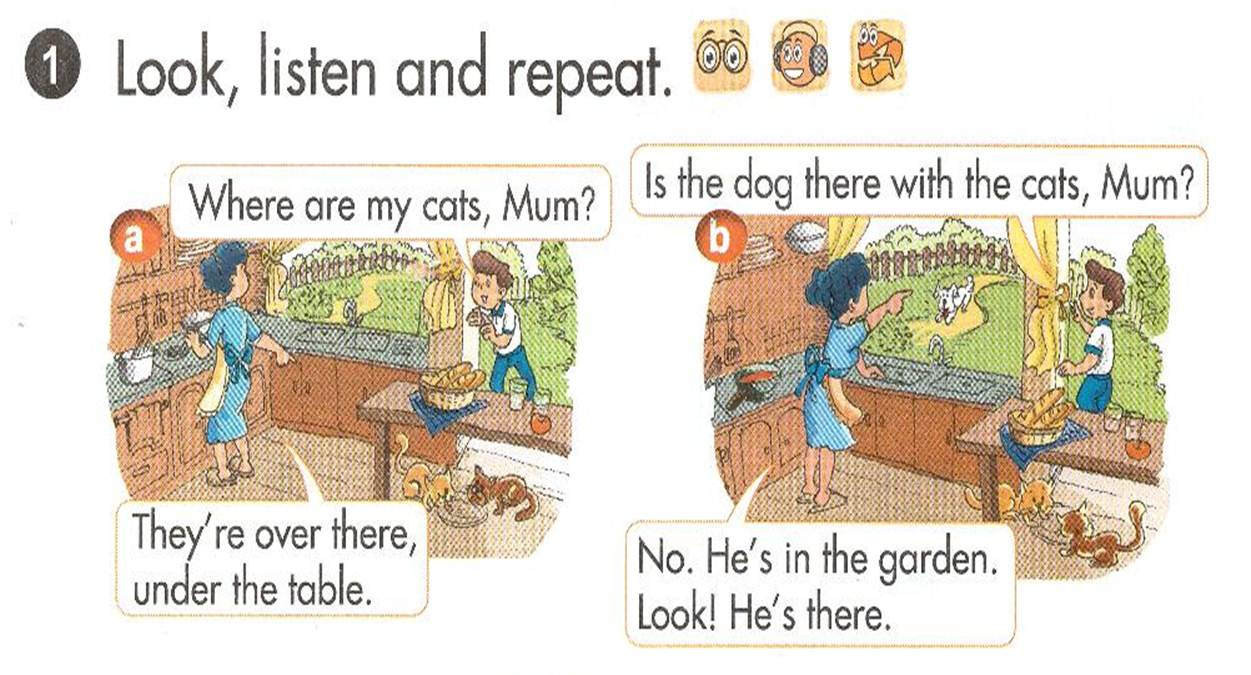 1 Look, listen and repeat.
a
Where are my cats, Mum?
They're over there,
under the table.
b
Is the dog there with the cats, Mum?
No. He's in the garden.
Look! He's there.